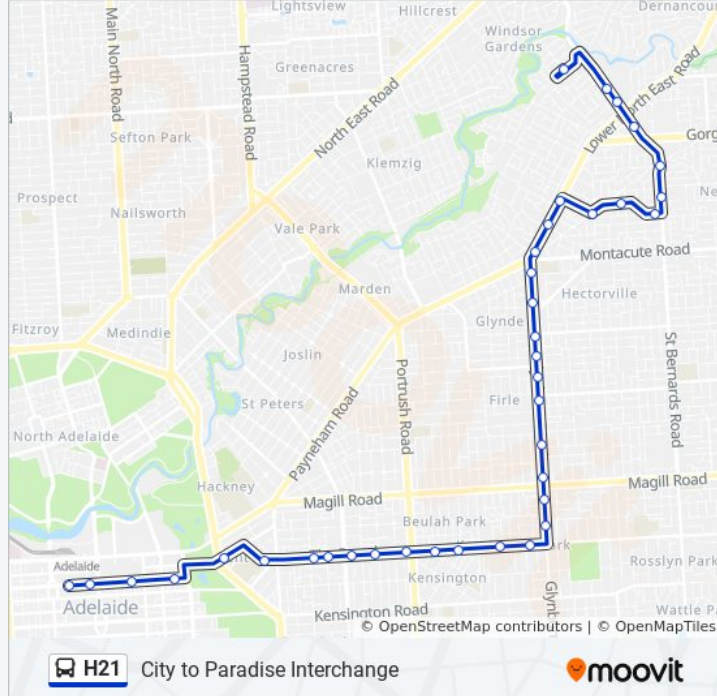 Lightsview
Hillcrest
Dernancour
Windsor
Gardens
Main North Road
Hampstead Road
Greenacres
North East Road
Lower North East Road
Sefton Park
Gorg
Klemzig
Prospect
Nailsworth
Ne
Vale Park
Montacute Road
Marden
Hectorville
Fitzroy
Medindie
Glynde
Joslin
St Bernards Road
Portrush Road
St Peters
Payneham Road
Firle
North Adelaide
Hackney
Magill Road
Magill Road
Beulah Park
Adelaide
Rosslyn Park
Kensington
Adelaide
Kensington Road
Wattle Pa
© OpenStreetMap contributors | © OpenMapTiles
H21 City to Paradise Interchange
moovit